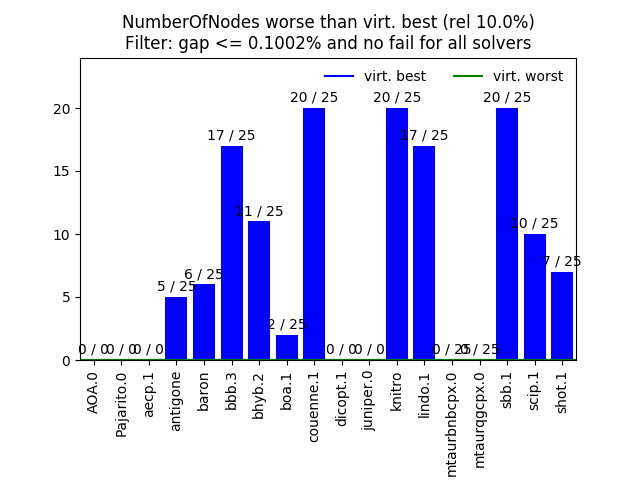 NumberOfNodes worse than virt. best (rel 10.0%)
Filter: gap <= 0.1002% and no fail for all solvers
virt. best
virt. worst
20
15
10
5
0
0 / 0
0 / 0
0 / 0
5 / 25
6 / 25
17 / 25
11 / 25
2 / 25
20 / 25
0 / 0
0 / 0
20 / 25
17 / 25
0 / 25
0 / 25
20 / 25
10 / 25
7 / 25
AOA.0
Pajarito.0
aecp.1
antigone
baron
bbb.3
bhyb.2
boa.1
couenne.1
dicopt.1
juniper.0
knitro
lindo.1
mtaurbnbcpx.0
mtaurqgcpx.0
sbb.1
scip.1
shot.1